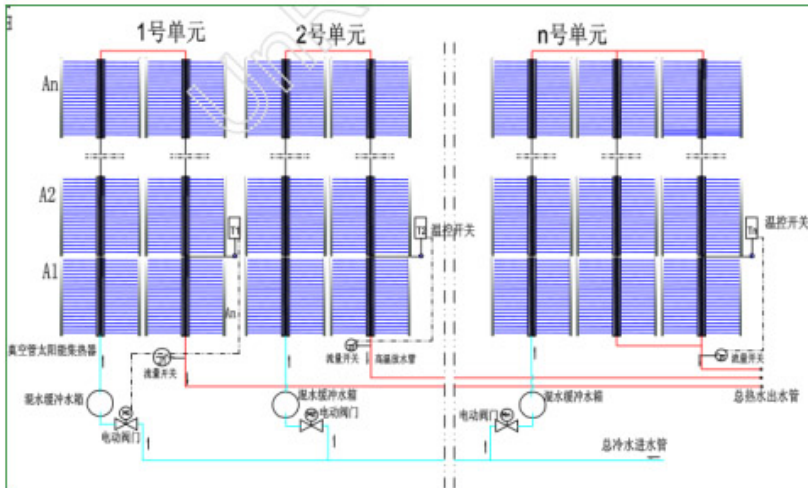 1号单元
2号单元
n号单元
An
A2
T1
T2
温控开关
Tn
温控开关
A1
An
真空管太阳能集热器
流量开关
流量开关
高温放水管
流量开关
混水缓冲水箱
混水缓冲水箱
混水缓冲水箱
总热水出水管
电动阀门
电动阀门
电动阀门
总冷水进水管